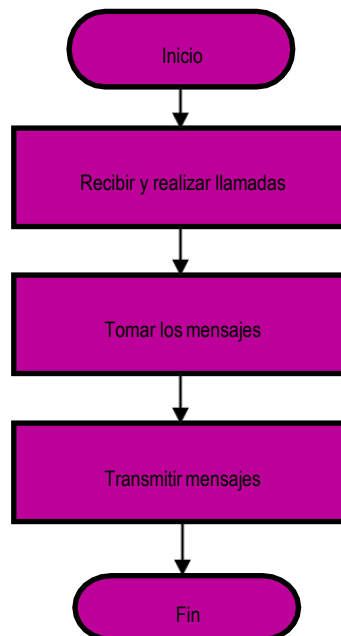 Inicio
Recibir y realizar llamadas
Tomar los mensajes
Transmitir mensajes
Fin